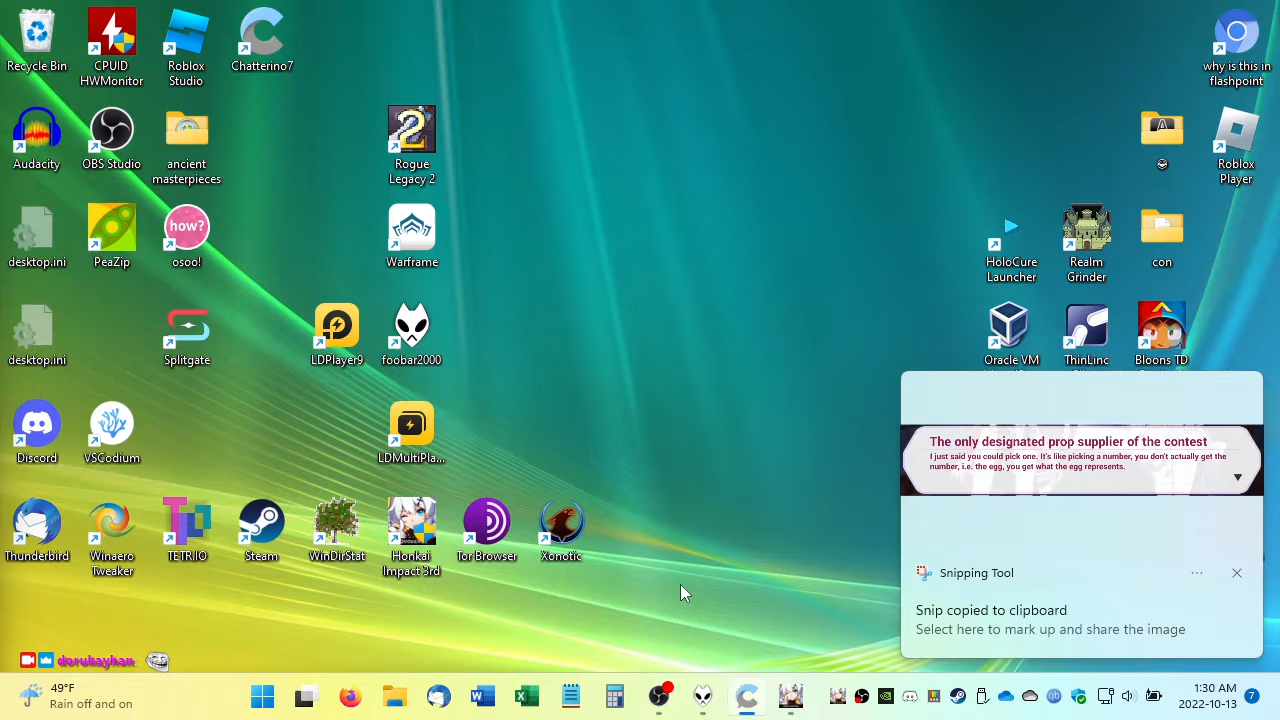 Recycle Bin
CPUID
HWMonitor
Roblox
Studio
Chatterino7
why is this in
flashpoint
Audacity
OBS Studio
ancient
masterpieces
2
Rogue
Legacy 2
Roblox
Player
desktop.ini
PeaZip
how?
osoo!
Warframe
HoloCure
Launcher
Realm
Grinder
con
desktop.ini
Splitgate
LDPlayer9
foobar2000
Oracle VM
ThinLinc
Bloons TD
Discord
VSCodium
LDMultiPla...
The only designated prop supplier of the contest
I just said you could pick one. It's like picking a number, you don't actually get the
number, i.e. the egg, you get what the egg represents.
Thunderbird
Winaero
Tweaker
TETR.IO
Steam
WinDirStat
Honkai
Impact 3rd
Tor Browser
Xonotic
Snipping Tool
Snip copied to clipboard
Select here to mark up and share the image
dorukayhan
49°F
Rain off and on
1:30 AM
2022-10-13
7